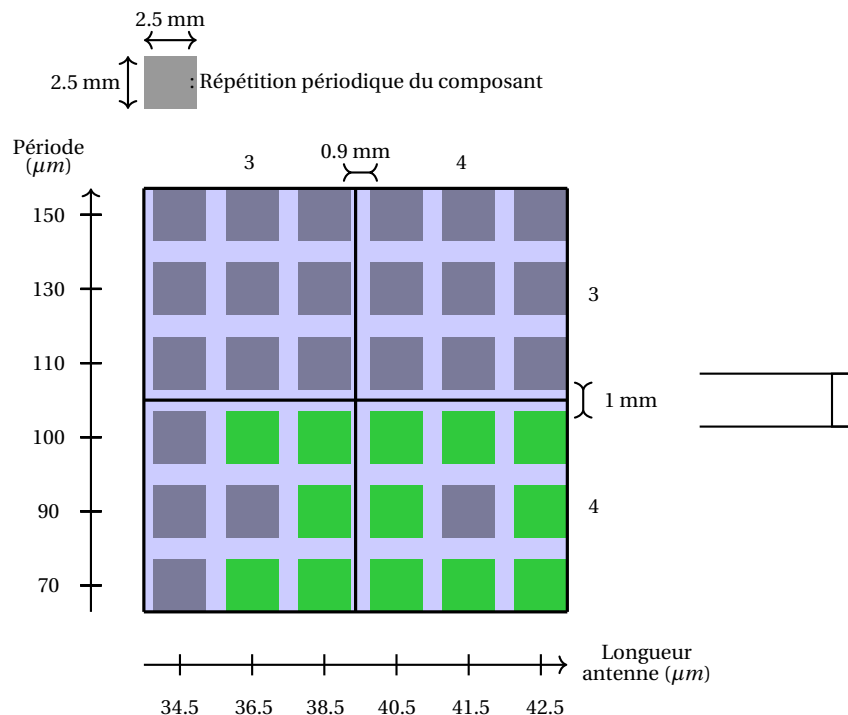 2.5 mm
2.5 mm
: Répétition périodique du composant
Période
(μm)
3
0.9 mm
4
150
130
110
100
90
70
3
1 mm
4
Longueur
antenne (μm)
34.5
36.5
38.5
40.5
41.5
42.5